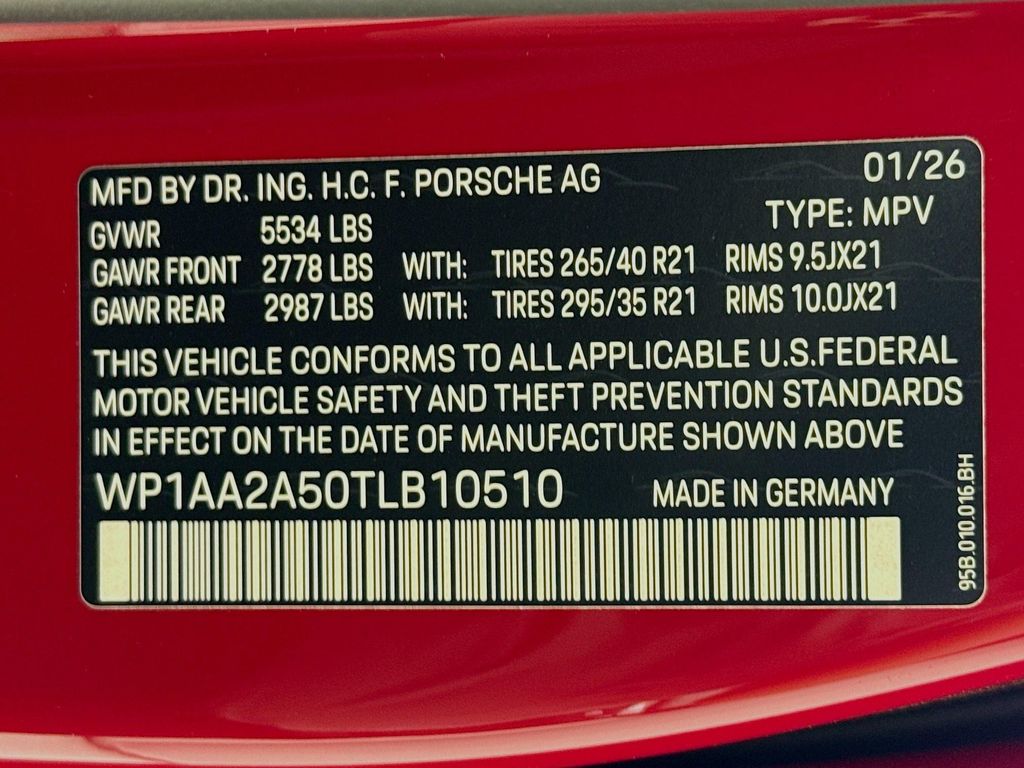 MFD BY DR. ING. H.C. F. PORSCHE AG 01/26
TYPE: MPV
GVWR 5534 LBS
GAWR FRONT 2778 LBS WITH: TIRES 265/40 R21 RIMS 9.5JX21
GAWR REAR 2987 LBS WITH: TIRES 295/35 R21 RIMS 10.0JX21
THIS VEHICLE CONFORMS TO ALL APPLICABLE U.S.FEDERAL
MOTOR VEHICLE SAFETY AND THEFT PREVENTION STANDARDS
IN EFFECT ON THE DATE OF MANUFACTURE SHOWN ABOVE
WP1AA2A50TLB10510 MADE IN GERMANY
95B.010.016.BH